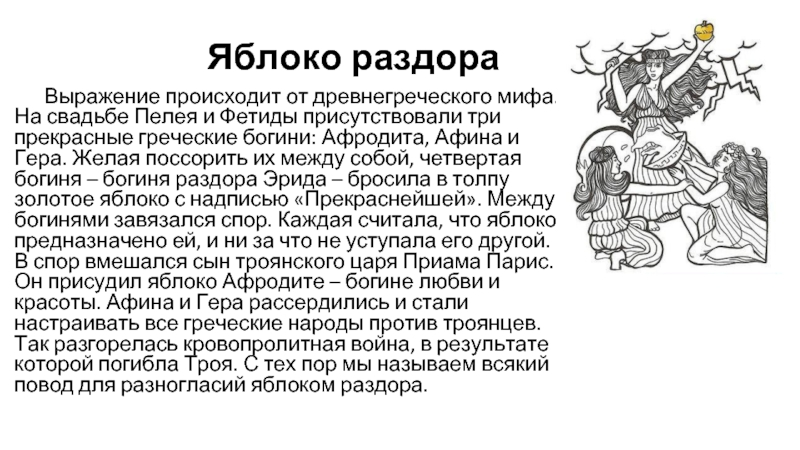 Яблоко раздора
Выражение происходит от древнегреческого мифа.
На свадьбе Пелея и Фетиды присутствовали три
прекрасные греческие богини: Афродита, Афина и
Гера. Желая поссорить их между собой, четвертая
богиня – богиня раздора Эрида – бросила в толпу
золотое яблоко с надписью «Прекраснейшей». Между
богинями завязался спор. Каждая считала, что яблоко
предназначено ей, и ни за что не уступала его другой.
В спор вмешался сын троянского царя Приама Парис.
Он присудил яблоко Афродите – богине любви и
красоты. Афина и Гера рассердились и стали
настраивать все греческие народы против троянцев.
Так разгорелась кровопролитная война, в результате
которой погибла Троя. С тех пор мы называем всякий
повод для разногласий яблоком раздора.